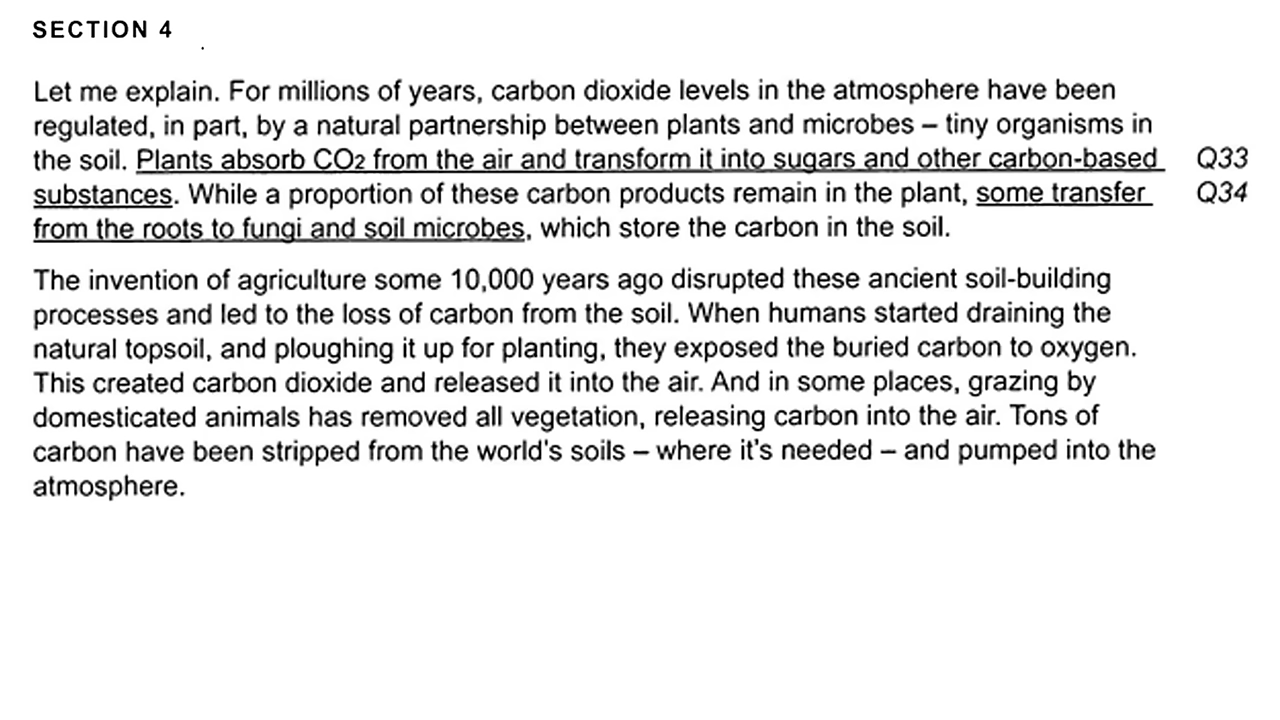 SECTION 4
Let me explain. For millions of years, carbon dioxide levels in the atmosphere have been
regulated, in part, by a natural partnership between plants and microbes – tiny organisms in
the soil. Plants absorb CO2 from the air and transform it into sugars and other carbon-based Q33
substances. While a proportion of these carbon products remain in the plant, some transfer Q34
from the roots to fungi and soil microbes, which store the carbon in the soil.
The invention of agriculture some 10,000 years ago disrupted these ancient soil-building
processes and led to the loss of carbon from the soil. When humans started draining the
natural topsoil, and ploughing it up for planting, they exposed the buried carbon to oxygen.
This created carbon dioxide and released it into the air. And in some places, grazing by
domesticated animals has removed all vegetation, releasing carbon into the air. Tons of
carbon have been stripped from the world's soils – where it's needed – and pumped into the
atmosphere.